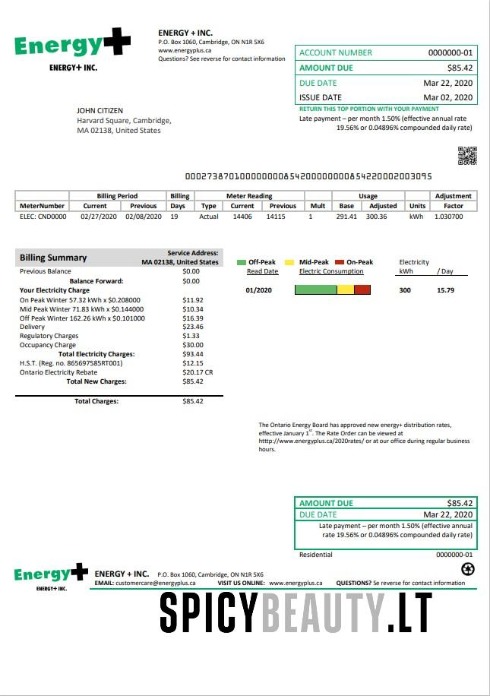 Energy+
ENERGY+ INC.
ENERGY + INC.
P.O. Box 1060, Cambridge, ON N1R 5X6
www.energyplus.ca
Questions? See reverse for contact information
ACCOUNT NUMBER 0000000-01
AMOUNT DUE $85.42
DUE DATE Mar 22, 2020
ISSUE DATE Mar 02, 2020
RETURN THIS TOP PORTION WITH YOUR PAYMENT
Late payment – per month 1.50% (effective annual rate
19.56% or 0.04896% compounded daily rate)
JOHN CITIZEN
Harvard Square, Cambridge,
MA 02138, United States
Billing Period Billing Meter Reading Usage Adjustment
MeterNumber Current Previous Days Type Current Previous Mult Base Adjusted Units Factor
ELEC: CND0000 02/27/2020 02/08/2020 19 Actual 14406 14115 1 291.41 300.36 kWh 1.030700
Billing Summary
Service Address:
MA 02138, United States
Previous Balance $0.00
Balance Forward: $0.00
Your Electricity Charge
On Peak Winter 57.32 kWh x $0.208000 $11.92
Mid Peak Winter 71.83 kWh x $0.144000 $10.34
Off Peak Winter 162.26 kWh x $0.101000 $16.39
Delivery $23.46
Regulatory Charges $1.33
Occupancy Charge $30.00
Total Electricity Charges: $93.44
H.S.T. (Reg. no. 865697585RT001) $12.15
Ontario Electricity Rebate $20.17 CR
Total New Charges: $85.42
Total Charges: $85.42
Off-Peak Mid-Peak On-Peak Electricity
Read Date Electric Consumption kWh / Day
01/2020 300 15.79
The Ontario Energy Board has approved new energy+ distribution rates,
effective January 1st. The Rate Order can be viewed at
http://www.energyplus.ca/2020rates/ or at our office during regular business
hours.
AMOUNT DUE $85.42
DUE DATE Mar 22, 2020
Late payment – per month 1.50% (effective annual
rate 19.56% or 0.04896% compounded daily rate)
Residential 0000000-01
Energy+
ENERGY+ INC.
ENERGY + INC. P.O. Box 1060, Cambridge, ON N1R 5X6
EMAIL: customercare@energyplus.ca VISIT US ONLINE: www.energyplus.ca QUESTIONS? Se reverse for contact information
SPICYBEAUTY.LT